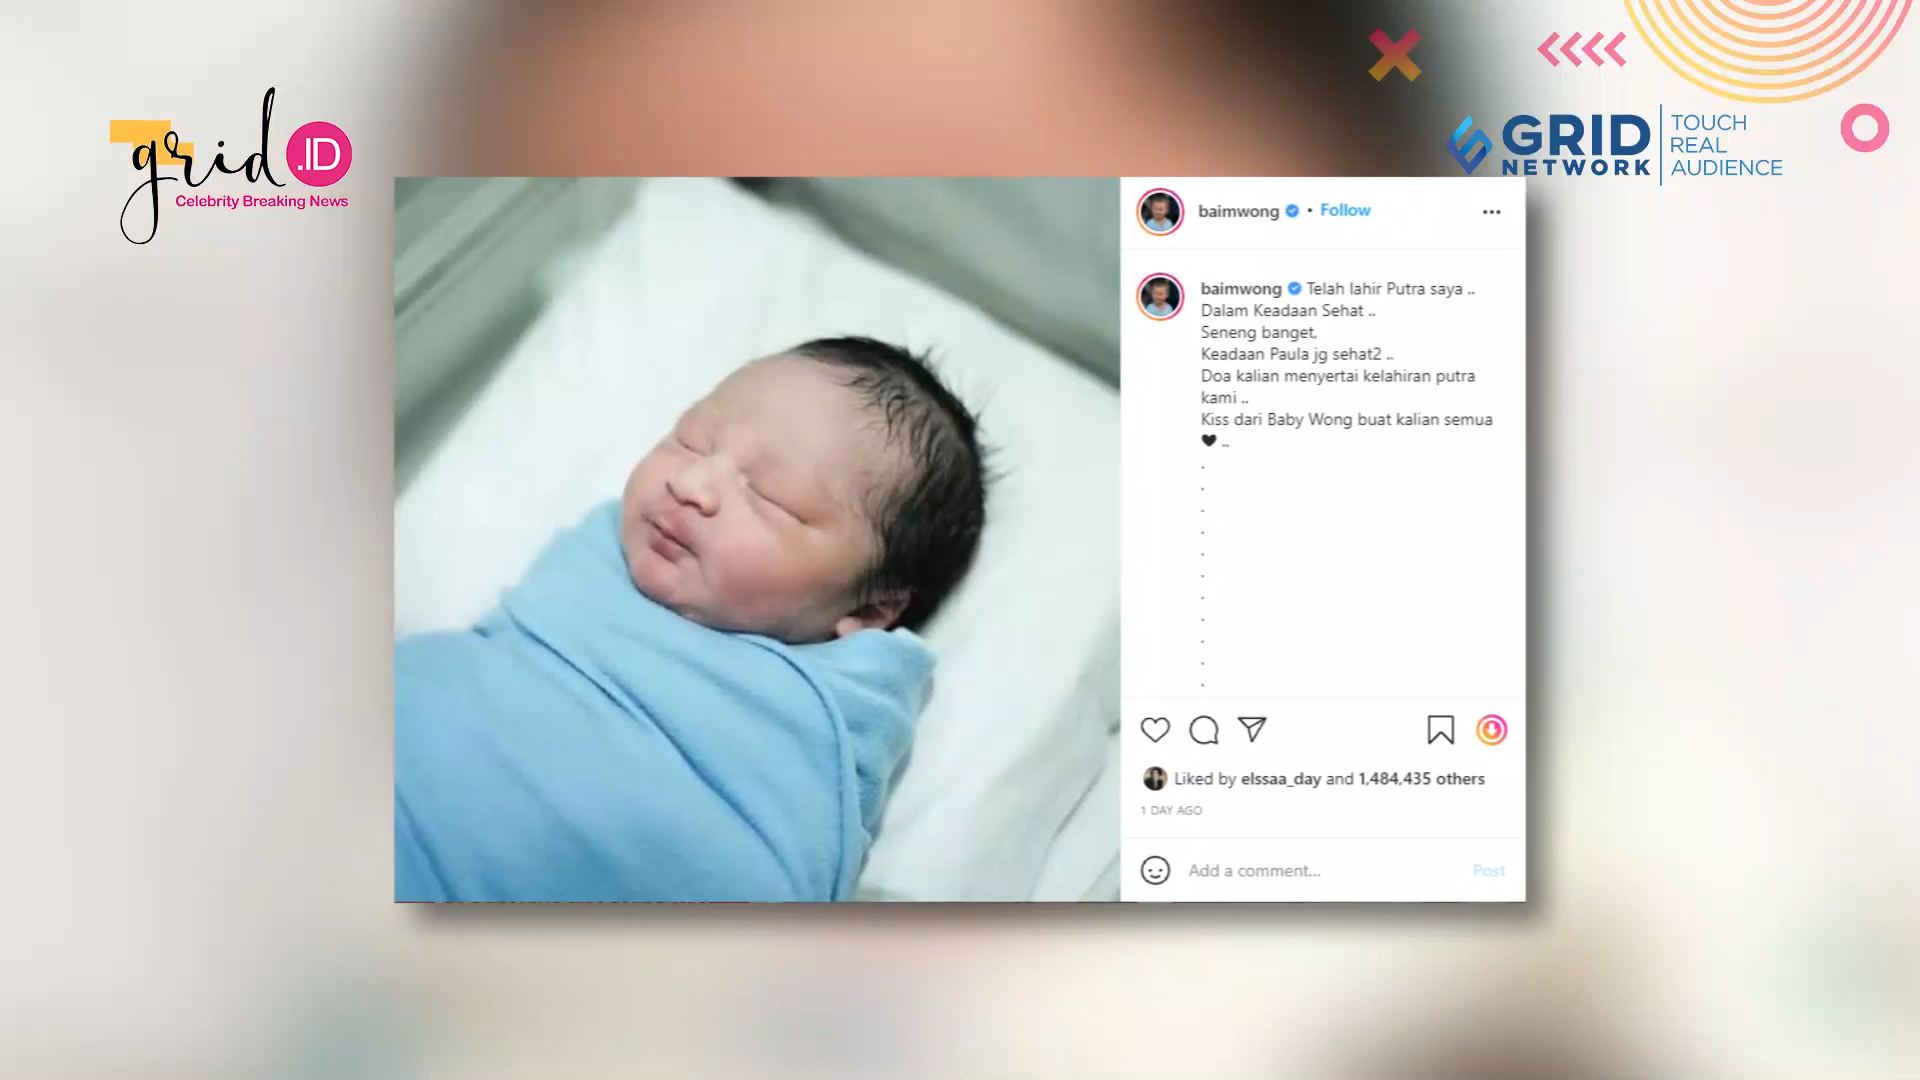 grid.ID
Celebrity Breaking News
GRID
NETWORK
TOUCH
REAL
AUDIENCE
baimwong • Follow
baimwong Telah lahir Putra saya ..
Dalam Keadaan Sehat ..
Seneng banget,
Keadaan Paula jg sehat2 ..
Doa kalian menyertai kelahiran putra
kami ..
Kiss dari Baby Wong buat kalian semua
🖤 ..
.
.
.
.
.
.
.
.
.
.
.
Liked by elssaa_day and 1,484,435 others
1 DAY AGO
Add a comment...
Post